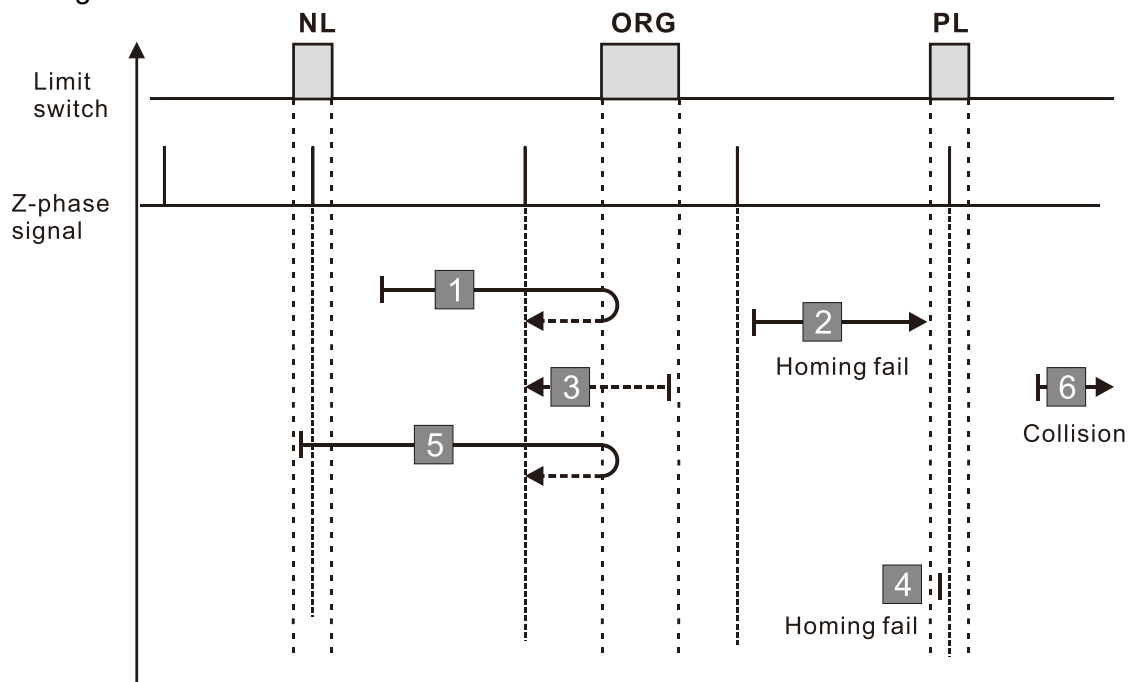 NL
ORG
PL
Limit
switch
Z-phase
signal
1
2
Homing fail
3
6
Collision
5
4
Homing fail